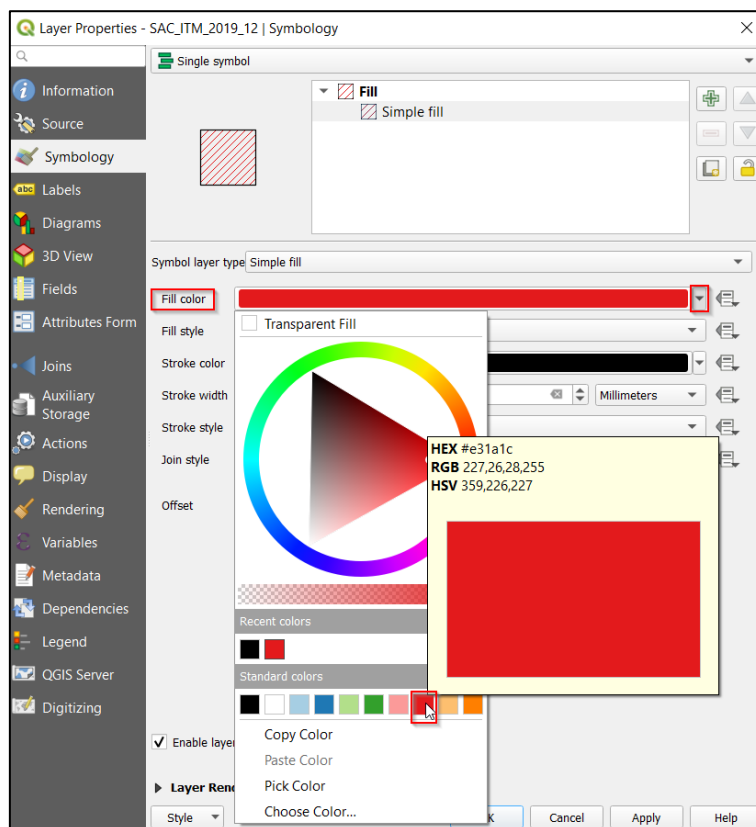 Layer Properties - SAC_ITM_2019_12 | Symbology
Information
Source
Symbology
abc Labels
Diagrams
3D View
Fields
Attributes Form
Joins
Auxiliary
Storage
Actions
Display
Rendering
Variables
Metadata
Dependencies
Legend
QGIS Server
Digitizing
Single symbol
Fill
Simple fill
Symbol layer type Simple fill
Fill color
Fill style
Stroke color
Stroke width
Millimeters
Stroke style
Join style
Offset
Transparent Fill
HEX #e31a1c
RGB 227,26,28,255
HSV 359,226,227
Recent colors
Standard colors
Copy Color
Paste Color
Pick Color
Choose Color...
Enable layer
Layer Ren
Style
K
Cancel
Apply
Help